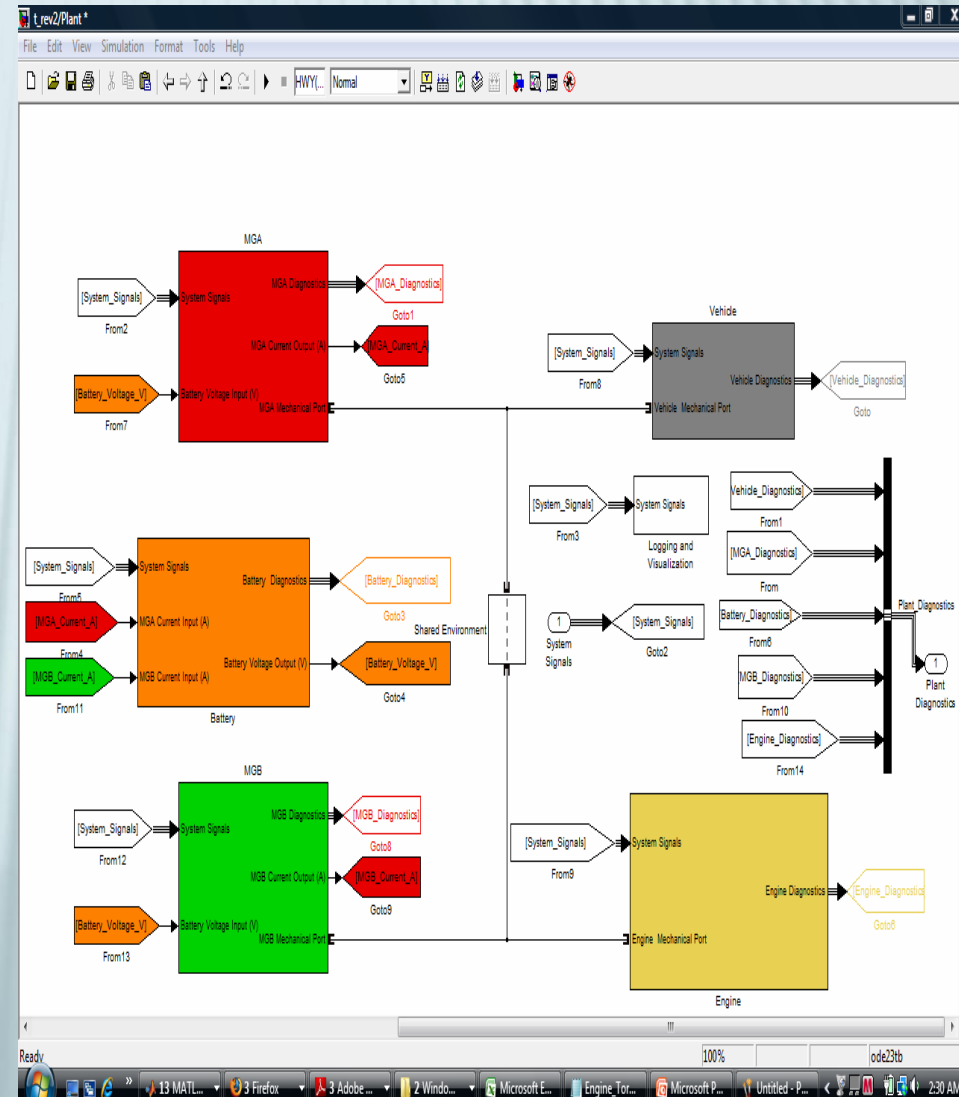 t_rev2/Plant *
File Edit View Simulation Format Tools Help
HWY(... Normal
MGA
System Signals
Battery Voltage Input (V)
MGA Diagnostics
MGA Current Output (A)
MGA Mechanical Port
[System_Signals]
From2
[Battery_Voltage_V]
From7
[MGA_Diagnostics]
Goto1
[MGA_Current_A]
Goto5
Vehicle
[System_Signals]
From8
System Signals
Vehicle Diagnostics
Vehicle Mechanical Port
[Vehicle_Diagnostics]
Goto
[System_Signals]
From3
System Signals
Logging and
Visualization
[System_Signals]
From5
[MGA_Current_A]
From4
[MGB_Current_A]
From11
System Signals
MGA Current Input (A)
MGB Current Input (A)
Battery Diagnostics
Battery Voltage Output (V)
Battery
[Battery_Diagnostics]
Goto3
[Battery_Voltage_V]
Goto4
Shared Environment
1
System
Signals
[System_Signals]
Goto2
[Vehicle_Diagnostics]
From1
[MGA_Diagnostics]
From
[Battery_Diagnostics]
From6
[MGB_Diagnostics]
From10
[Engine_Diagnostics]
From14
Plant_Diagnostics
1
Plant
Diagnostics
MGB
[System_Signals]
From12
[Battery_Voltage_V]
From13
System Signals
Battery Voltage Input (V)
MGB Diagnostics
MGB Current Output (A)
MGB Mechanical Port
[MGB_Diagnostics]
Goto8
[MGB_Current_A]
Goto9
[System_Signals]
From9
System Signals
Engine Diagnostics
Engine Mechanical Port
Engine
[Engine_Diagnostics]
Goto6
Ready 100% ode23tb
13 MATL... 3 Firefox 3 Adobe ... 2 Windo... Microsoft E... Engine_Tor... Microsoft P... Untitled - P... 2:30 AM